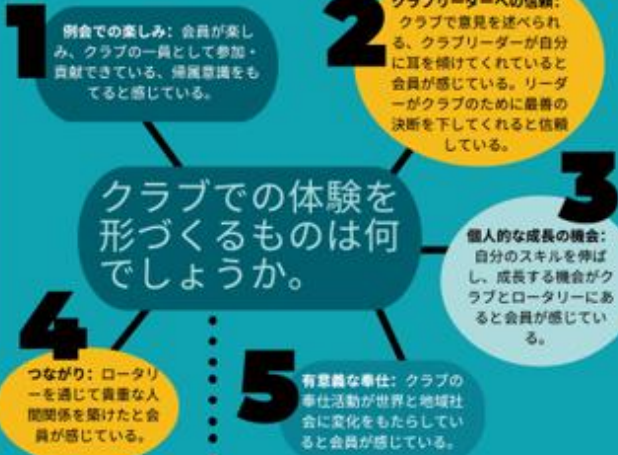 1
例会での楽しみ：会員が楽し
み、クラブの一員として参加・
貢献できている、帰属意識をも
てると感じている。
2
クラブリーダーへの信頼：
クラブで意見を述べられ
る、クラブリーダーが自分
に耳を傾けてくれていると
会員が感じている。リーダ
ーがクラブのために最善の
決断を下してくれると信頼
している。
クラブでの体験を
形づくるものは何
でしょうか。
3
個人的な成長の機会：
自分のスキルを伸ば
し、成長する機会がク
ラブとロータリーにあ
ると会員が感じてい
る。
4
つながり：ロータリ
ーを通じて貴重な人
間関係を築けたと会
員が感じている。
5
有意義な奉仕：クラブの
奉仕活動が世界と地域社
会に変化をもたらしてい
ると会員が感じている。